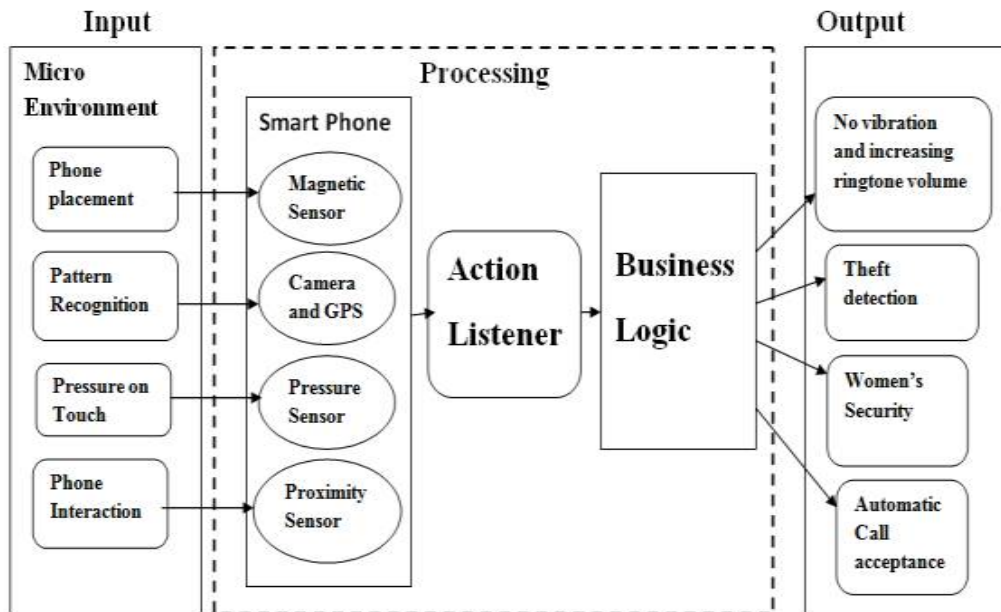 Input
Output
Processing
Micro
Environment
Phone
placement
Pattern
Recognition
Pressure on
Touch
Phone
Interaction
Smart Phone
Magnetic
Sensor
Camera
and GPS
Pressure
Sensor
Proximity
Sensor
Action
Listener
Business
Logic
No vibration
and increasing
ringtone volume
Theft
detection
Women's
Security
Automatic
Call
acceptance